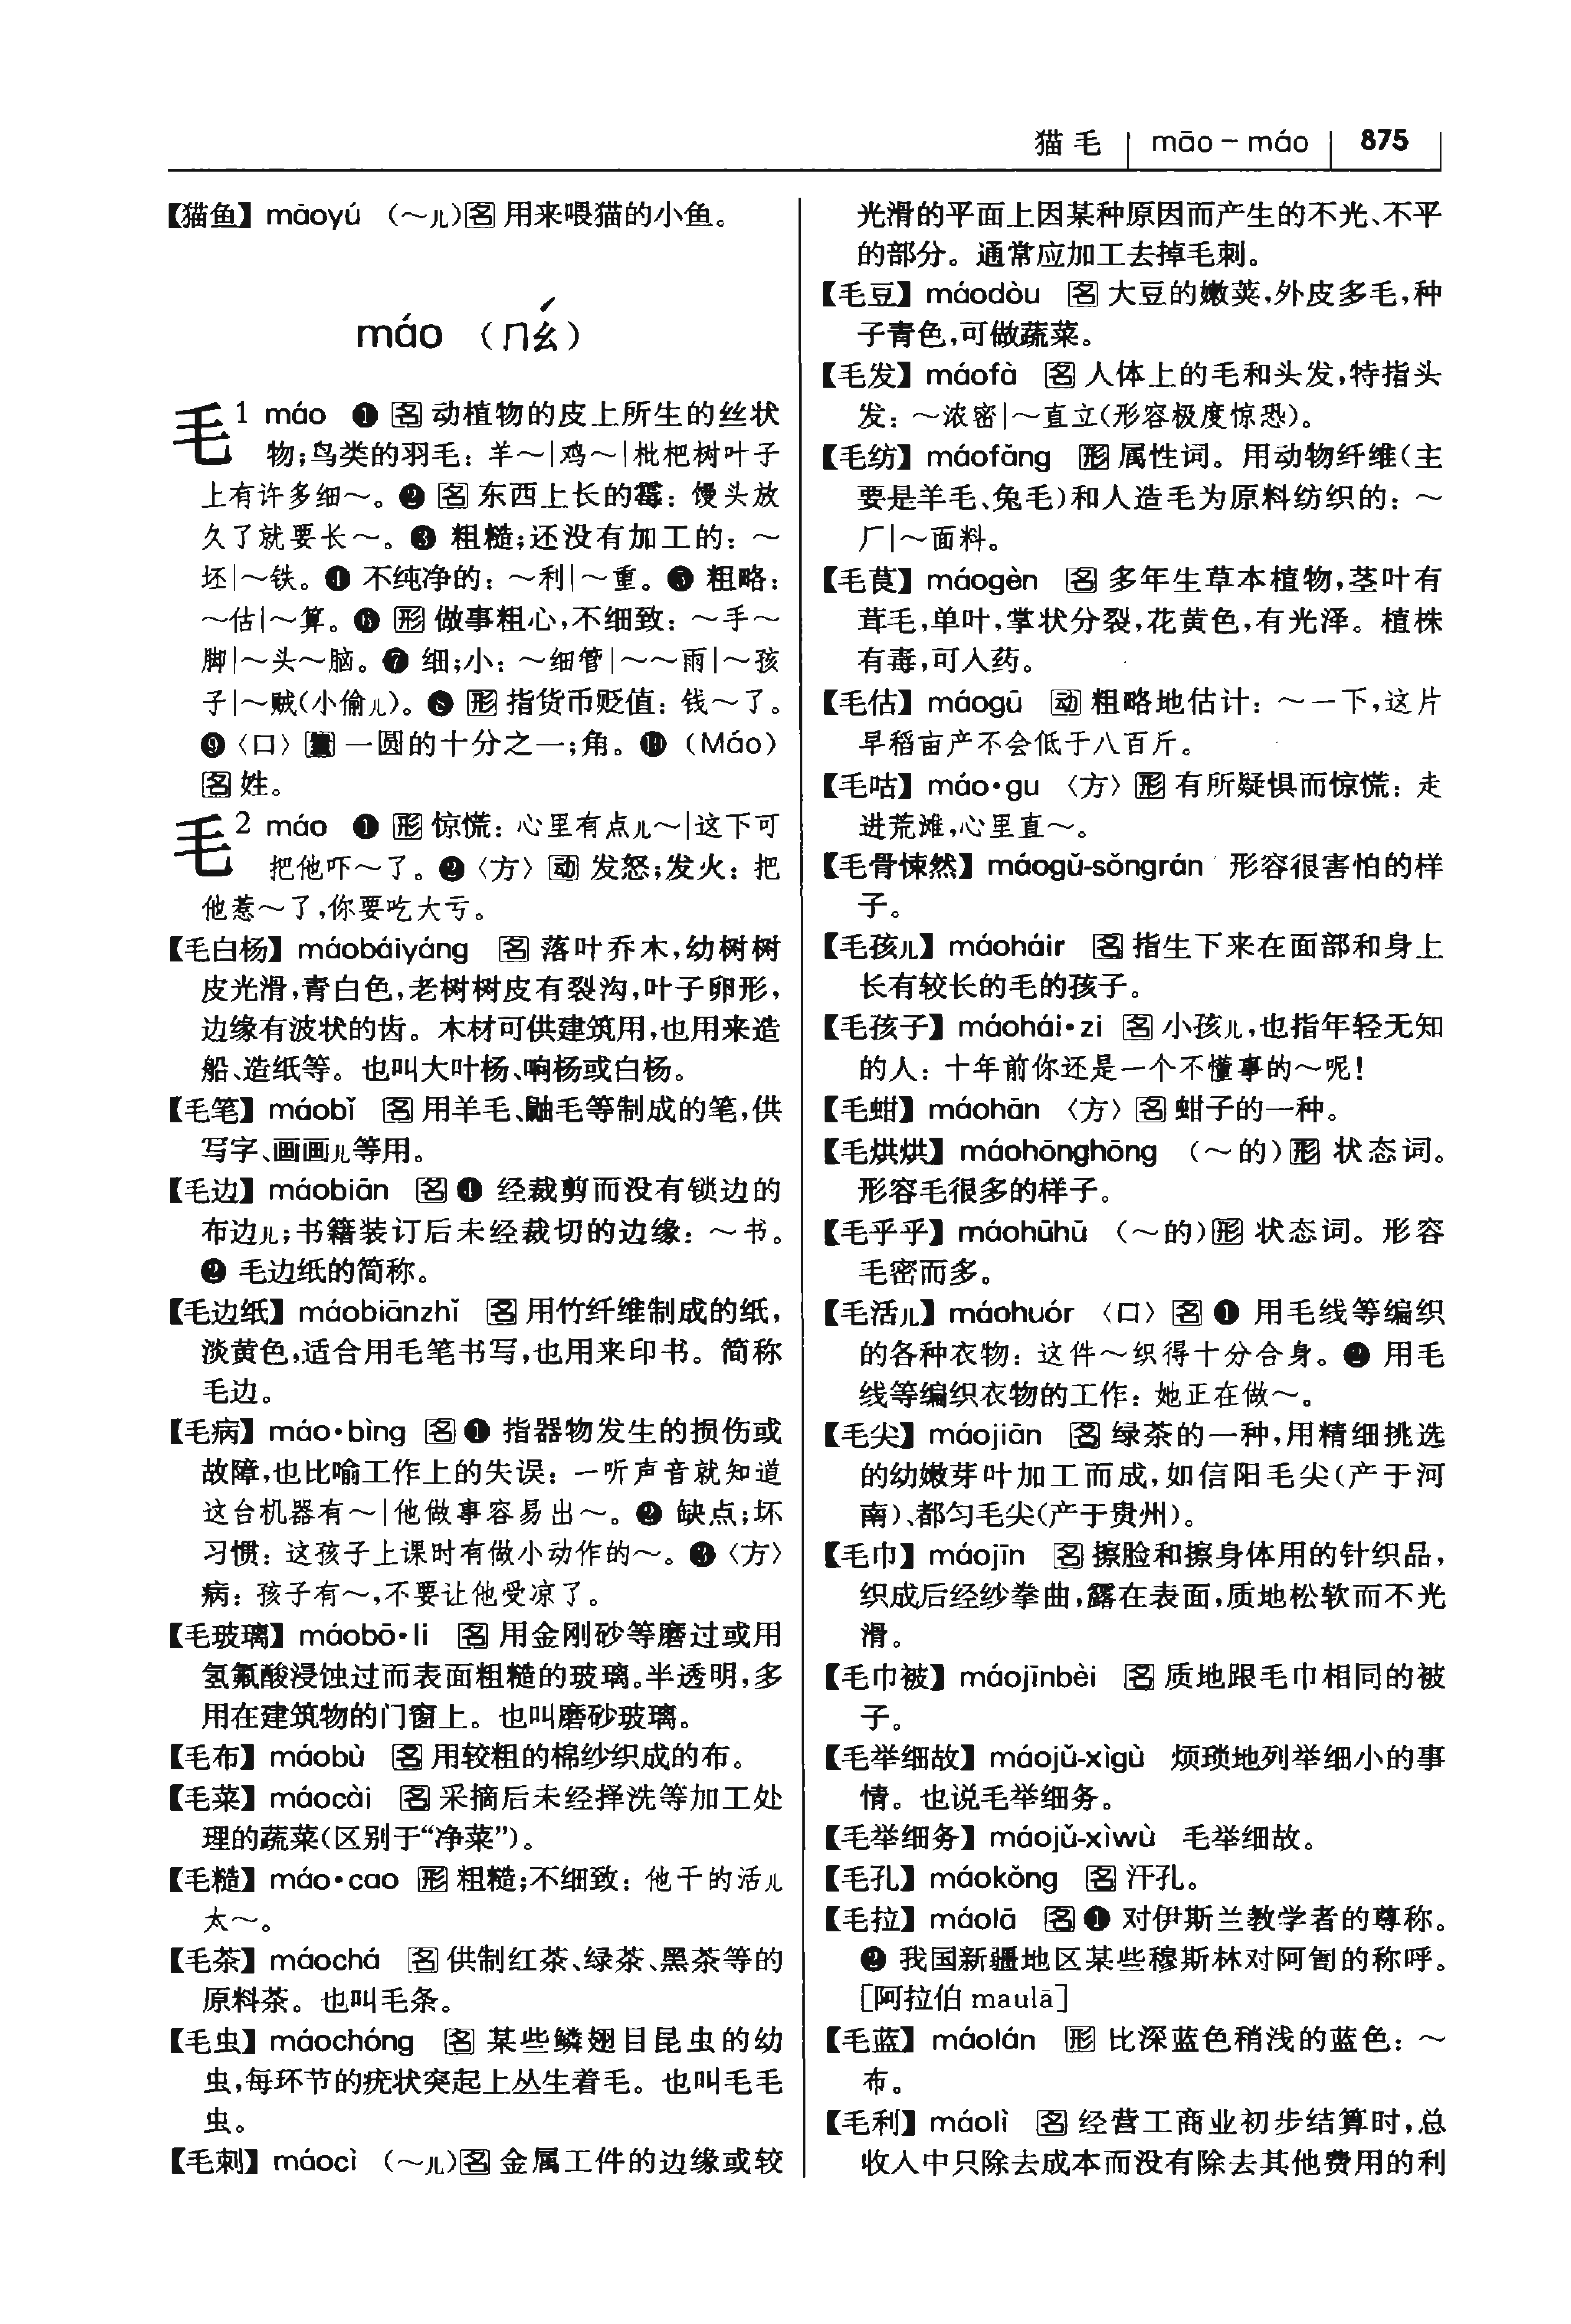 猫 毛 | māo – máo | 875
【猫鱼】 māoyú （～儿）名 用来喂猫的小鱼。
máo （ㄇㄠˊ）
毛1 máo ❶ 名 动植物的皮上所生的丝状
物；鸟类的羽毛：羊～|鸡～|枇杷树叶子
上有许多细～。❷ 名 东西上长的霉：馒头放
久了就要长～。❸ 粗糙；还没有加工的：～
坯|～铁。❹ 不纯净的：～利|～重。❺ 粗略：
～估|～算。❻ 形 做事粗心，不细致：～手～
脚|～头～脑。❼ 细；小：～细管|～～雨|～孩
子|～贼（小偷儿）。❽ 形 指货币贬值：钱～了。
❾〈口〉量 一圆的十分之一；角。❿ （Máo）
名 姓。
毛2 máo ❶ 形 惊慌：心里有点儿～|这下可
把他吓～了。❷〈方〉动 发怒；发火：把
他惹～了，你要吃大亏。
【毛白杨】 máobáiyáng 名 落叶乔木，幼树树
皮光滑，青白色，老树树皮有裂沟，叶子卵形，
边缘有波状的齿。木材可供建筑用，也用来造
船、造纸等。也叫大叶杨、响杨或白杨。
【毛笔】 máobǐ 名 用羊毛、鼬毛等制成的笔，供
写字、画画儿等用。
【毛边】 máobiān 名 ❶ 经裁剪而没有锁边的
布边儿；书籍装订后未经裁切的边缘：～书。
❷ 毛边纸的简称。
【毛边纸】 máobiānzhǐ 名 用竹纤维制成的纸，
淡黄色，适合用毛笔书写，也用来印书。简称
毛边。
【毛病】 máo•bìng 名 ❶ 指器物发生的损伤或
故障，也比喻工作上的失误：一听声音就知道
这台机器有～|他做事容易出～。❷ 缺点；坏
习惯：这孩子上课时有做小动作的～。❸〈方〉
病：孩子有～，不要让他受凉了。
【毛玻璃】 máobō•li 名 用金刚砂等磨过或用
氢氟酸浸蚀过而表面粗糙的玻璃。半透明，多
用在建筑物的门窗上。也叫磨砂玻璃。
【毛布】 máobù 名 用较粗的棉纱织成的布。
【毛菜】 máocài 名 采摘后未经择洗等加工处
理的蔬菜（区别于“净菜”）。
【毛糙】 máo•cao 形 粗糙；不细致：他干的活儿
太～。
【毛茶】 máochá 名 供制红茶、绿茶、黑茶等的
原料茶。也叫毛条。
【毛虫】 máochóng 名 某些鳞翅目昆虫的幼
虫，每环节的疣状突起上丛生着毛。也叫毛毛
虫。
【毛刺】 máocì （～儿）名 金属工件的边缘或较
光滑的平面上因某种原因而产生的不光、不平
的部分。通常应加工去掉毛刺。
【毛豆】 máodòu 名 大豆的嫩荚，外皮多毛，种
子青色，可做蔬菜。
【毛发】 máofà 名 人体上的毛和头发，特指头
发：～浓密|～直立（形容极度惊恐）。
【毛纺】 máofǎng 形 属性词。用动物纤维（主
要是羊毛、兔毛）和人造毛为原料纺织的：～
厂|～面料。
【毛茛】 máogèn 名 多年生草本植物，茎叶有
茸毛，单叶，掌状分裂，花黄色，有光泽。植株
有毒，可入药。
【毛估】 máogū 动 粗略地估计：～一下，这片
早稻亩产不会低于八百斤。
【毛咕】 máo•gu 〈方〉形 有所疑惧而惊慌：走
进荒滩，心里直～。
【毛骨悚然】 máogǔ-sǒngrán 形容很害怕的样
子。
【毛孩儿】 máoháir 名 指生下来在面部和身上
长有较长的毛的孩子。
【毛孩子】 máohái•zi 名 小孩儿，也指年轻无知
的人：十年前你还是一个不懂事的～呢！
【毛蚶】 máohān 〈方〉名 蚶子的一种。
【毛烘烘】 máohōnghōng （～的）形 状态词。
形容毛很多的样子。
【毛乎乎】 máohūhū （～的）形 状态词。形容
毛密而多。
【毛活儿】 máohuór 〈口〉名 ❶ 用毛线等编织
的各种衣物：这件～织得十分合身。❷ 用毛
线等编织衣物的工作：她正在做～。
【毛尖】 máojiān 名 绿茶的一种，用精细挑选
的幼嫩芽叶加工而成，如信阳毛尖（产于河
南）、都匀毛尖（产于贵州）。
【毛巾】 máojīn 名 擦脸和擦身体用的针织品，
织成后经纱拳曲，露在表面，质地松软而不光
滑。
【毛巾被】 máojīnbèi 名 质地跟毛巾相同的被
子。
【毛举细故】 máojǔ-xìgù 烦琐地列举细小的事
情。也说毛举细务。
【毛举细务】 máojǔ-xìwù 毛举细故。
【毛孔】 máokǒng 名 汗孔。
【毛拉】 máolā 名 ❶ 对伊斯兰教学者的尊称。
❷ 我国新疆地区某些穆斯林对阿訇的称呼。
[阿拉伯 maulā]
【毛蓝】 máolán 形 比深蓝色稍浅的蓝色：～
布。
【毛利】 máolì 名 经营工商业初步结算时，总
收入中只除去成本而没有除去其他费用的利